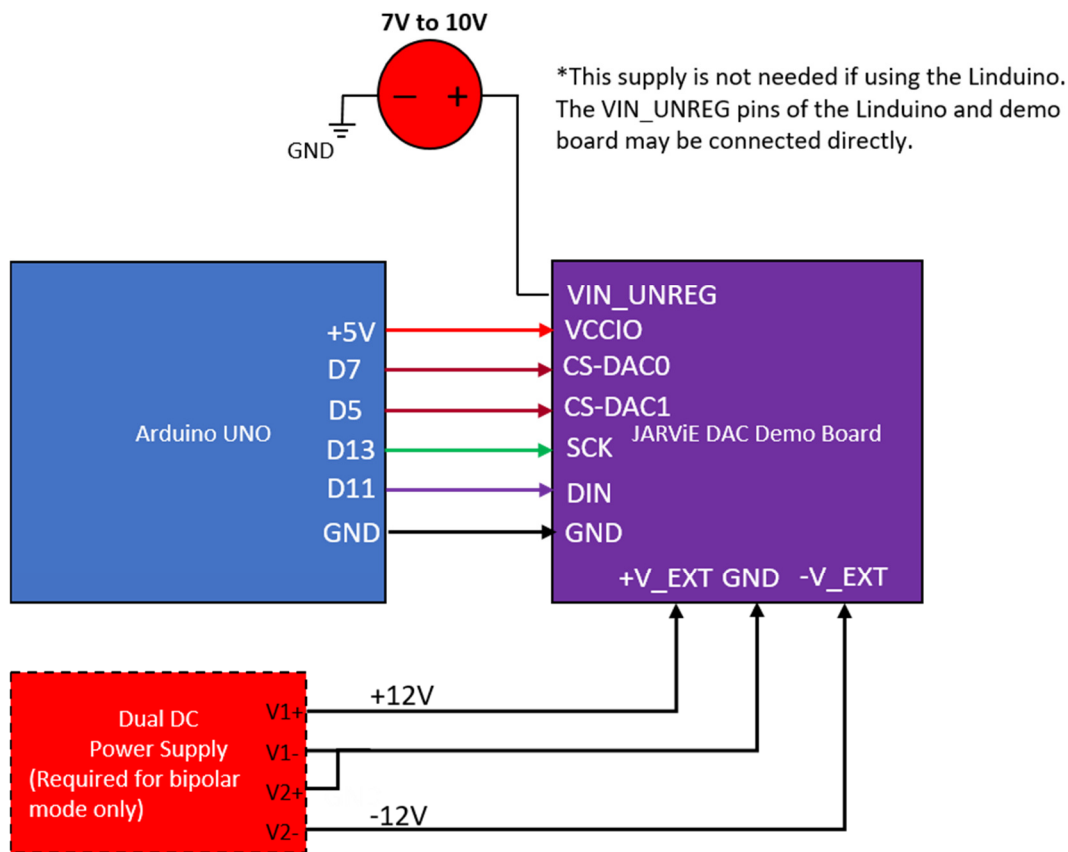 7V to 10V
*This supply is not needed if using the Linduino.
The VIN_UNREG pins of the Linduino and demo
board may be connected directly.
GND
Arduino UNO
+5V
D7
D5
D13
D11
GND
VIN_UNREG
VCCIO
CS-DAC0
CS-DAC1
JARViE DAC Demo Board
SCK
DIN
GND
+V_EXT GND -V_EXT
Dual DC
Power Supply
(Required for bipolar
mode only)
V1+
V1-
V2+
V2-
+12V
-12V